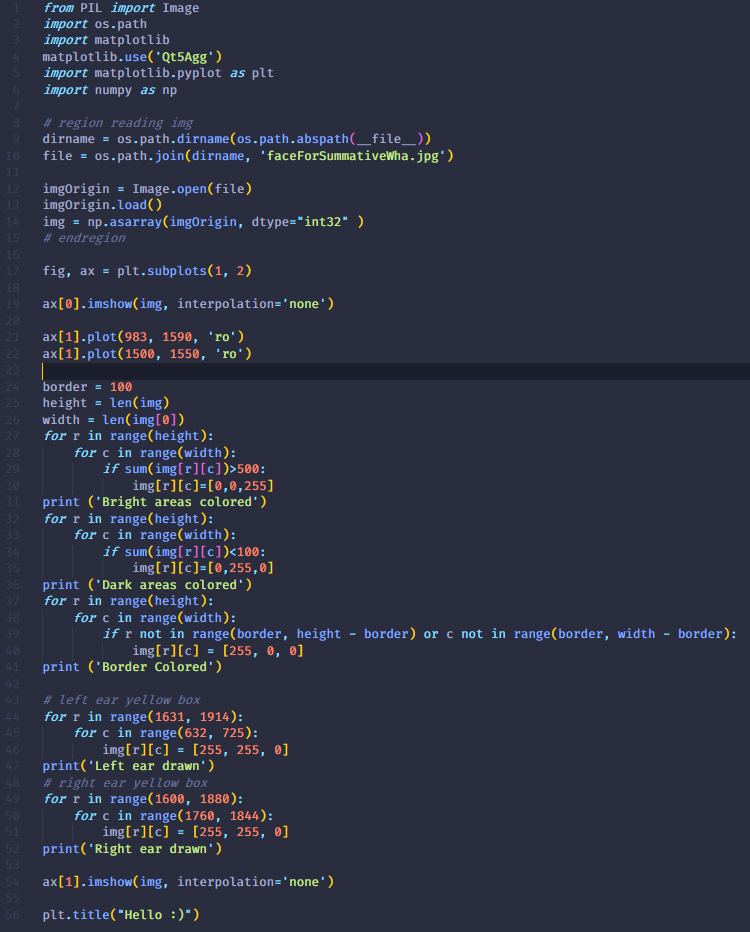 1 from PIL import Image
2 import os.path
3 import matplotlib
4 matplotlib.use('Qt5Agg')
5 import matplotlib.pyplot as plt
6 import numpy as np
7
8 # region reading img
9 dirname = os.path.dirname(os.path.abspath(__file__))
10 file = os.path.join(dirname, 'faceForSummativeWha.jpg')
11
12 imgOrigin = Image.open(file)
13 imgOrigin.load()
14 img = np.asarray(imgOrigin, dtype="int32" )
15 # endregion
16
17 fig, ax = plt.subplots(1, 2)
18
19 ax[0].imshow(img, interpolation='none')
20
21 ax[1].plot(983, 1590, 'ro')
22 ax[1].plot(1500, 1550, 'ro')
23
24 border = 100
25 height = len(img)
26 width = len(img[0])
27 for r in range(height):
28     for c in range(width):
29         if sum(img[r][c])>500:
30             img[r][c]=[0,0,255]
31 print ('Bright areas colored')
32 for r in range(height):
33     for c in range(width):
34         if sum(img[r][c])<100:
35             img[r][c]=[0,255,0]
36 print ('Dark areas colored')
37 for r in range(height):
38     for c in range(width):
39         if r not in range(border, height - border) or c not in range(border, width - border):
40             img[r][c] = [255, 0, 0]
41 print ('Border Colored')
42
43 # left ear yellow box
44 for r in range(1631, 1914):
45     for c in range(632, 725):
46         img[r][c] = [255, 255, 0]
47 print('Left ear drawn')
48 # right ear yellow box
49 for r in range(1600, 1880):
50     for c in range(1760, 1844):
51         img[r][c] = [255, 255, 0]
52 print('Right ear drawn')
53
54 ax[1].imshow(img, interpolation='none')
55
56 plt.title("Hello :)")